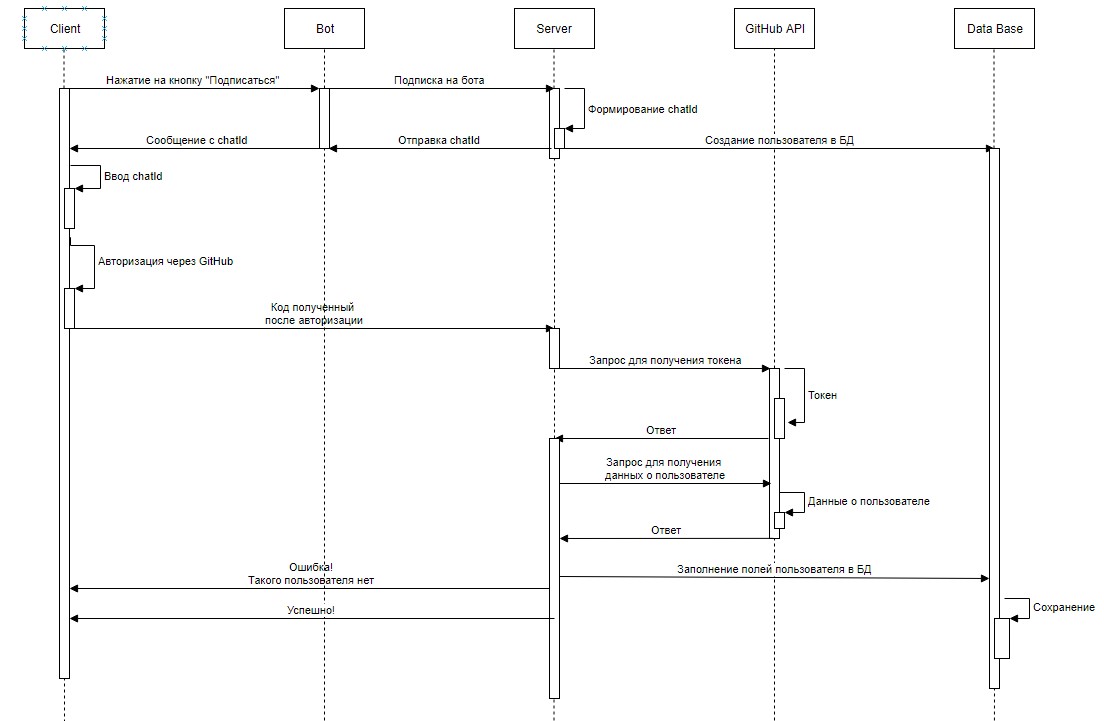 Client
Bot
Server
GitHub API
Data Base
Нажатие на кнопку "Подписаться"
Подписка на бота
Формирование chatId
Сообщение с chatId
Отправка chatId
Создание пользователя в БД
Ввод chatId
Авторизация через GitHub
Код полученный
после авторизации
Запрос для получения токена
Токен
Ответ
Запрос для получения
данных о пользователе
Данные о пользователе
Ответ
Ошибка!
Такого пользователя нет
Заполнение полей пользователя в БД
Успешно!
Сохранение